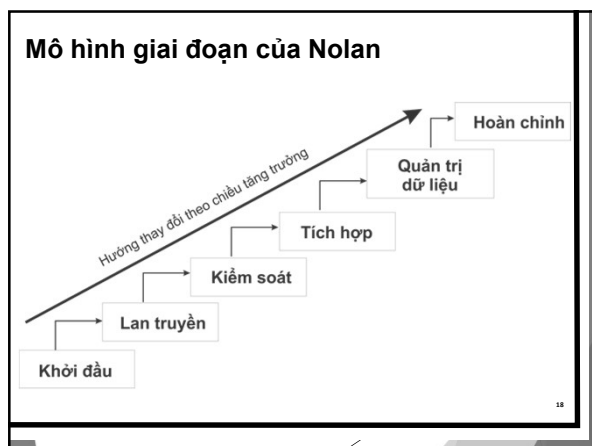 Mô hình giai đoạn của Nolan
Hoàn chỉnh
Quản trị
dữ liệu
Hướng thay đổi theo chiều tăng trưởng
Tích hợp
Kiểm soát
Lan truyền
Khởi đầu
18